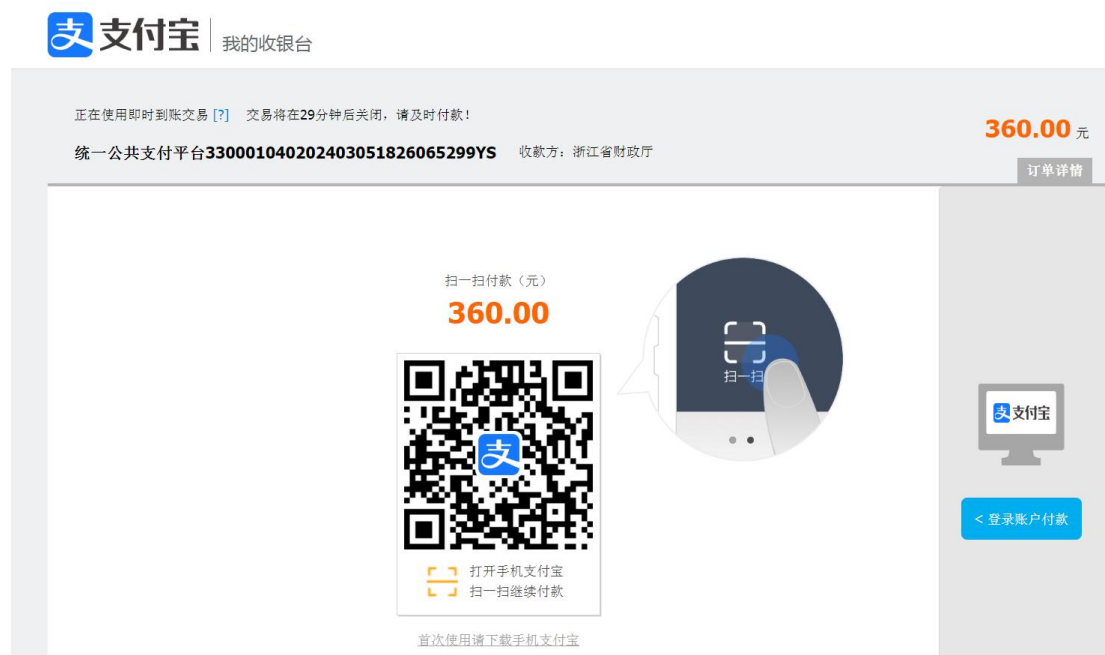 支 支付宝 我的收银台
正在使用即时到账交易 [?] 交易将在29分钟后关闭，请及时付款！
360.00 元
统一公共支付平台3300010402024030518260652​99YS 收款方：浙江省财政厅
订单详情
扫一扫付款（元）
360.00
扫一扫
支
支 支付宝
< 登录账户付款
打开手机支付宝
扫一扫继续付款
首次使用请下载手机支付宝